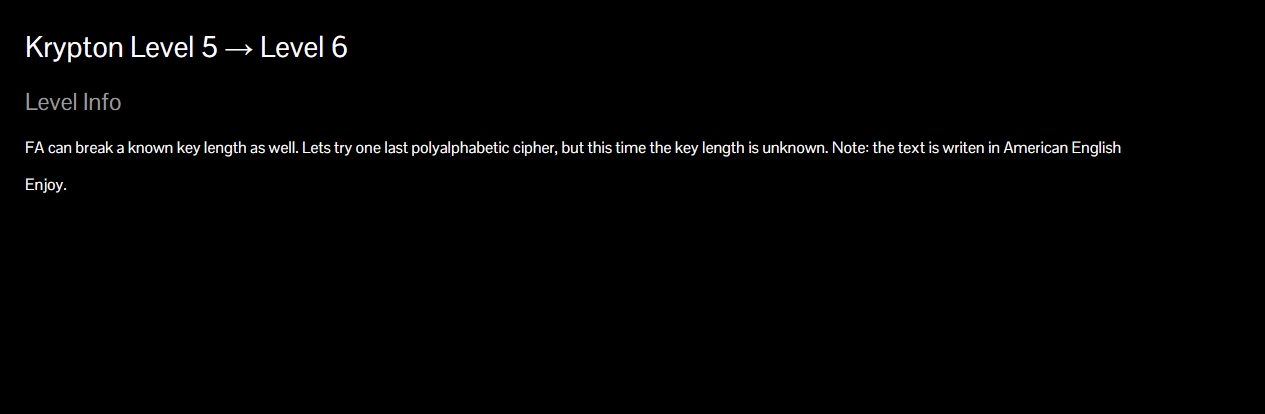 Krypton Level 5 → Level 6
Level Info
FA can break a known key length as well. Lets try one last polyalphabetic cipher, but this time the key length is unknown. Note: the text is writen in American English
Enjoy.